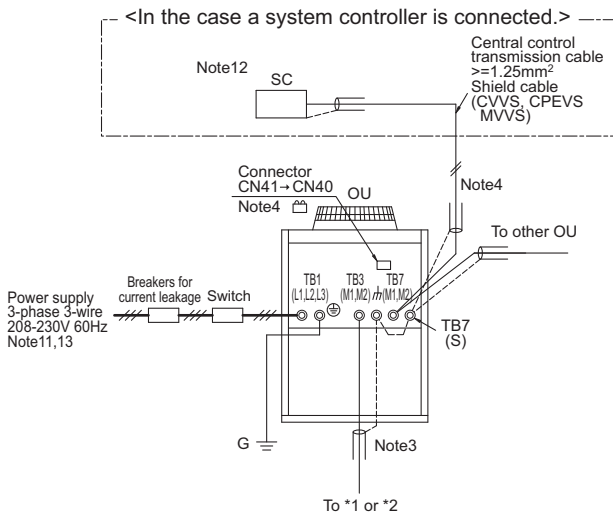 <In the case a system controller is connected.>
Note12
SC
Central control
transmission cable
>=1.25mm²
Shield cable
(CVVS, CPEVS
MVVS)
Connector
CN41→CN40
Note4
OU
Note4
To other OU
TB1
(L1,L2,L3)
TB3
(M1,M2)
TB7
(M1,M2)
Breakers for
current leakage
Switch
Power supply
3-phase 3-wire
208-230V 60Hz
Note11,13
TB7
(S)
G
Note3
To *1 or *2